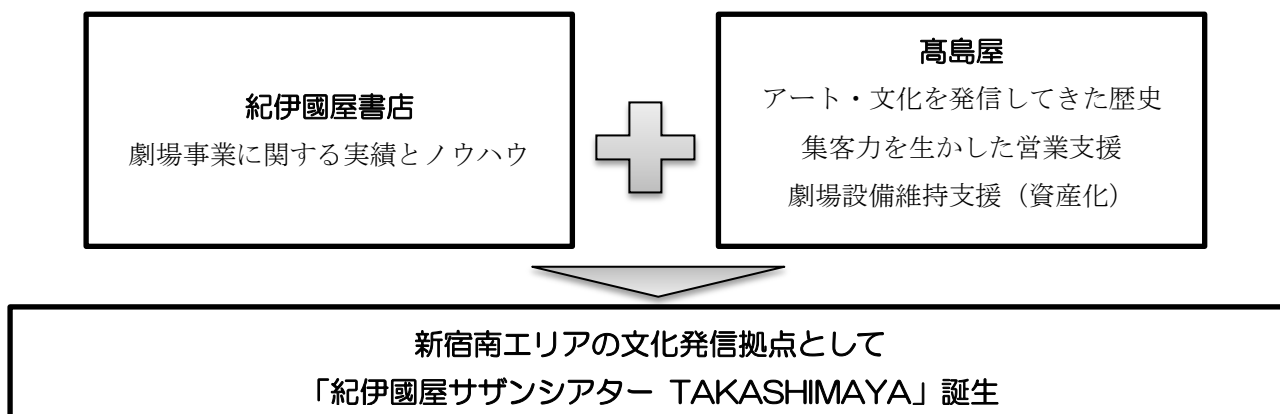 紀伊國屋書店
劇場事業に関する実績とノウハウ
髙島屋
アート・文化を発信してきた歴史
集客力を生かした営業支援
劇場設備維持支援（資産化）
新宿南エリアの文化発信拠点として
「紀伊國屋サザンシアター TAKASHIMAYA」誕生